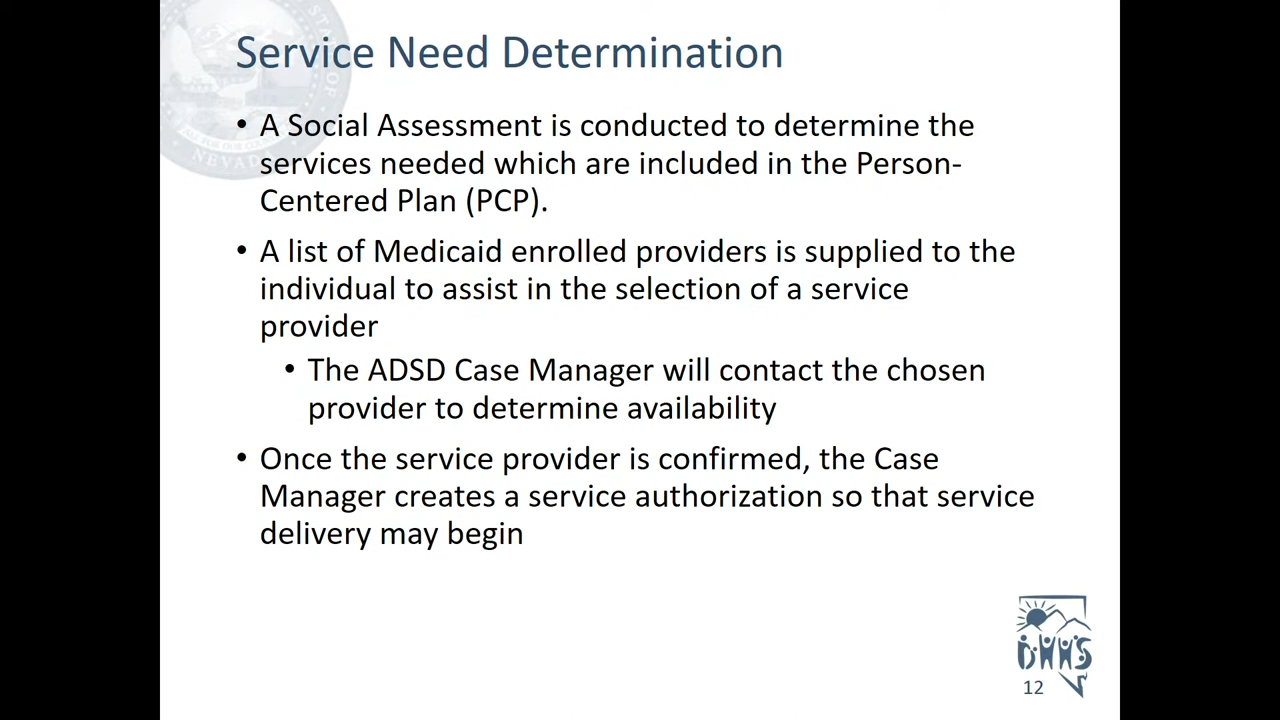 Service Need Determination
• A Social Assessment is conducted to determine the
services needed which are included in the Person-
Centered Plan (PCP).
• A list of Medicaid enrolled providers is supplied to the
individual to assist in the selection of a service
provider
• The ADSD Case Manager will contact the chosen
provider to determine availability
• Once the service provider is confirmed, the Case
Manager creates a service authorization so that service
delivery may begin
DHHS
12
NEVADA